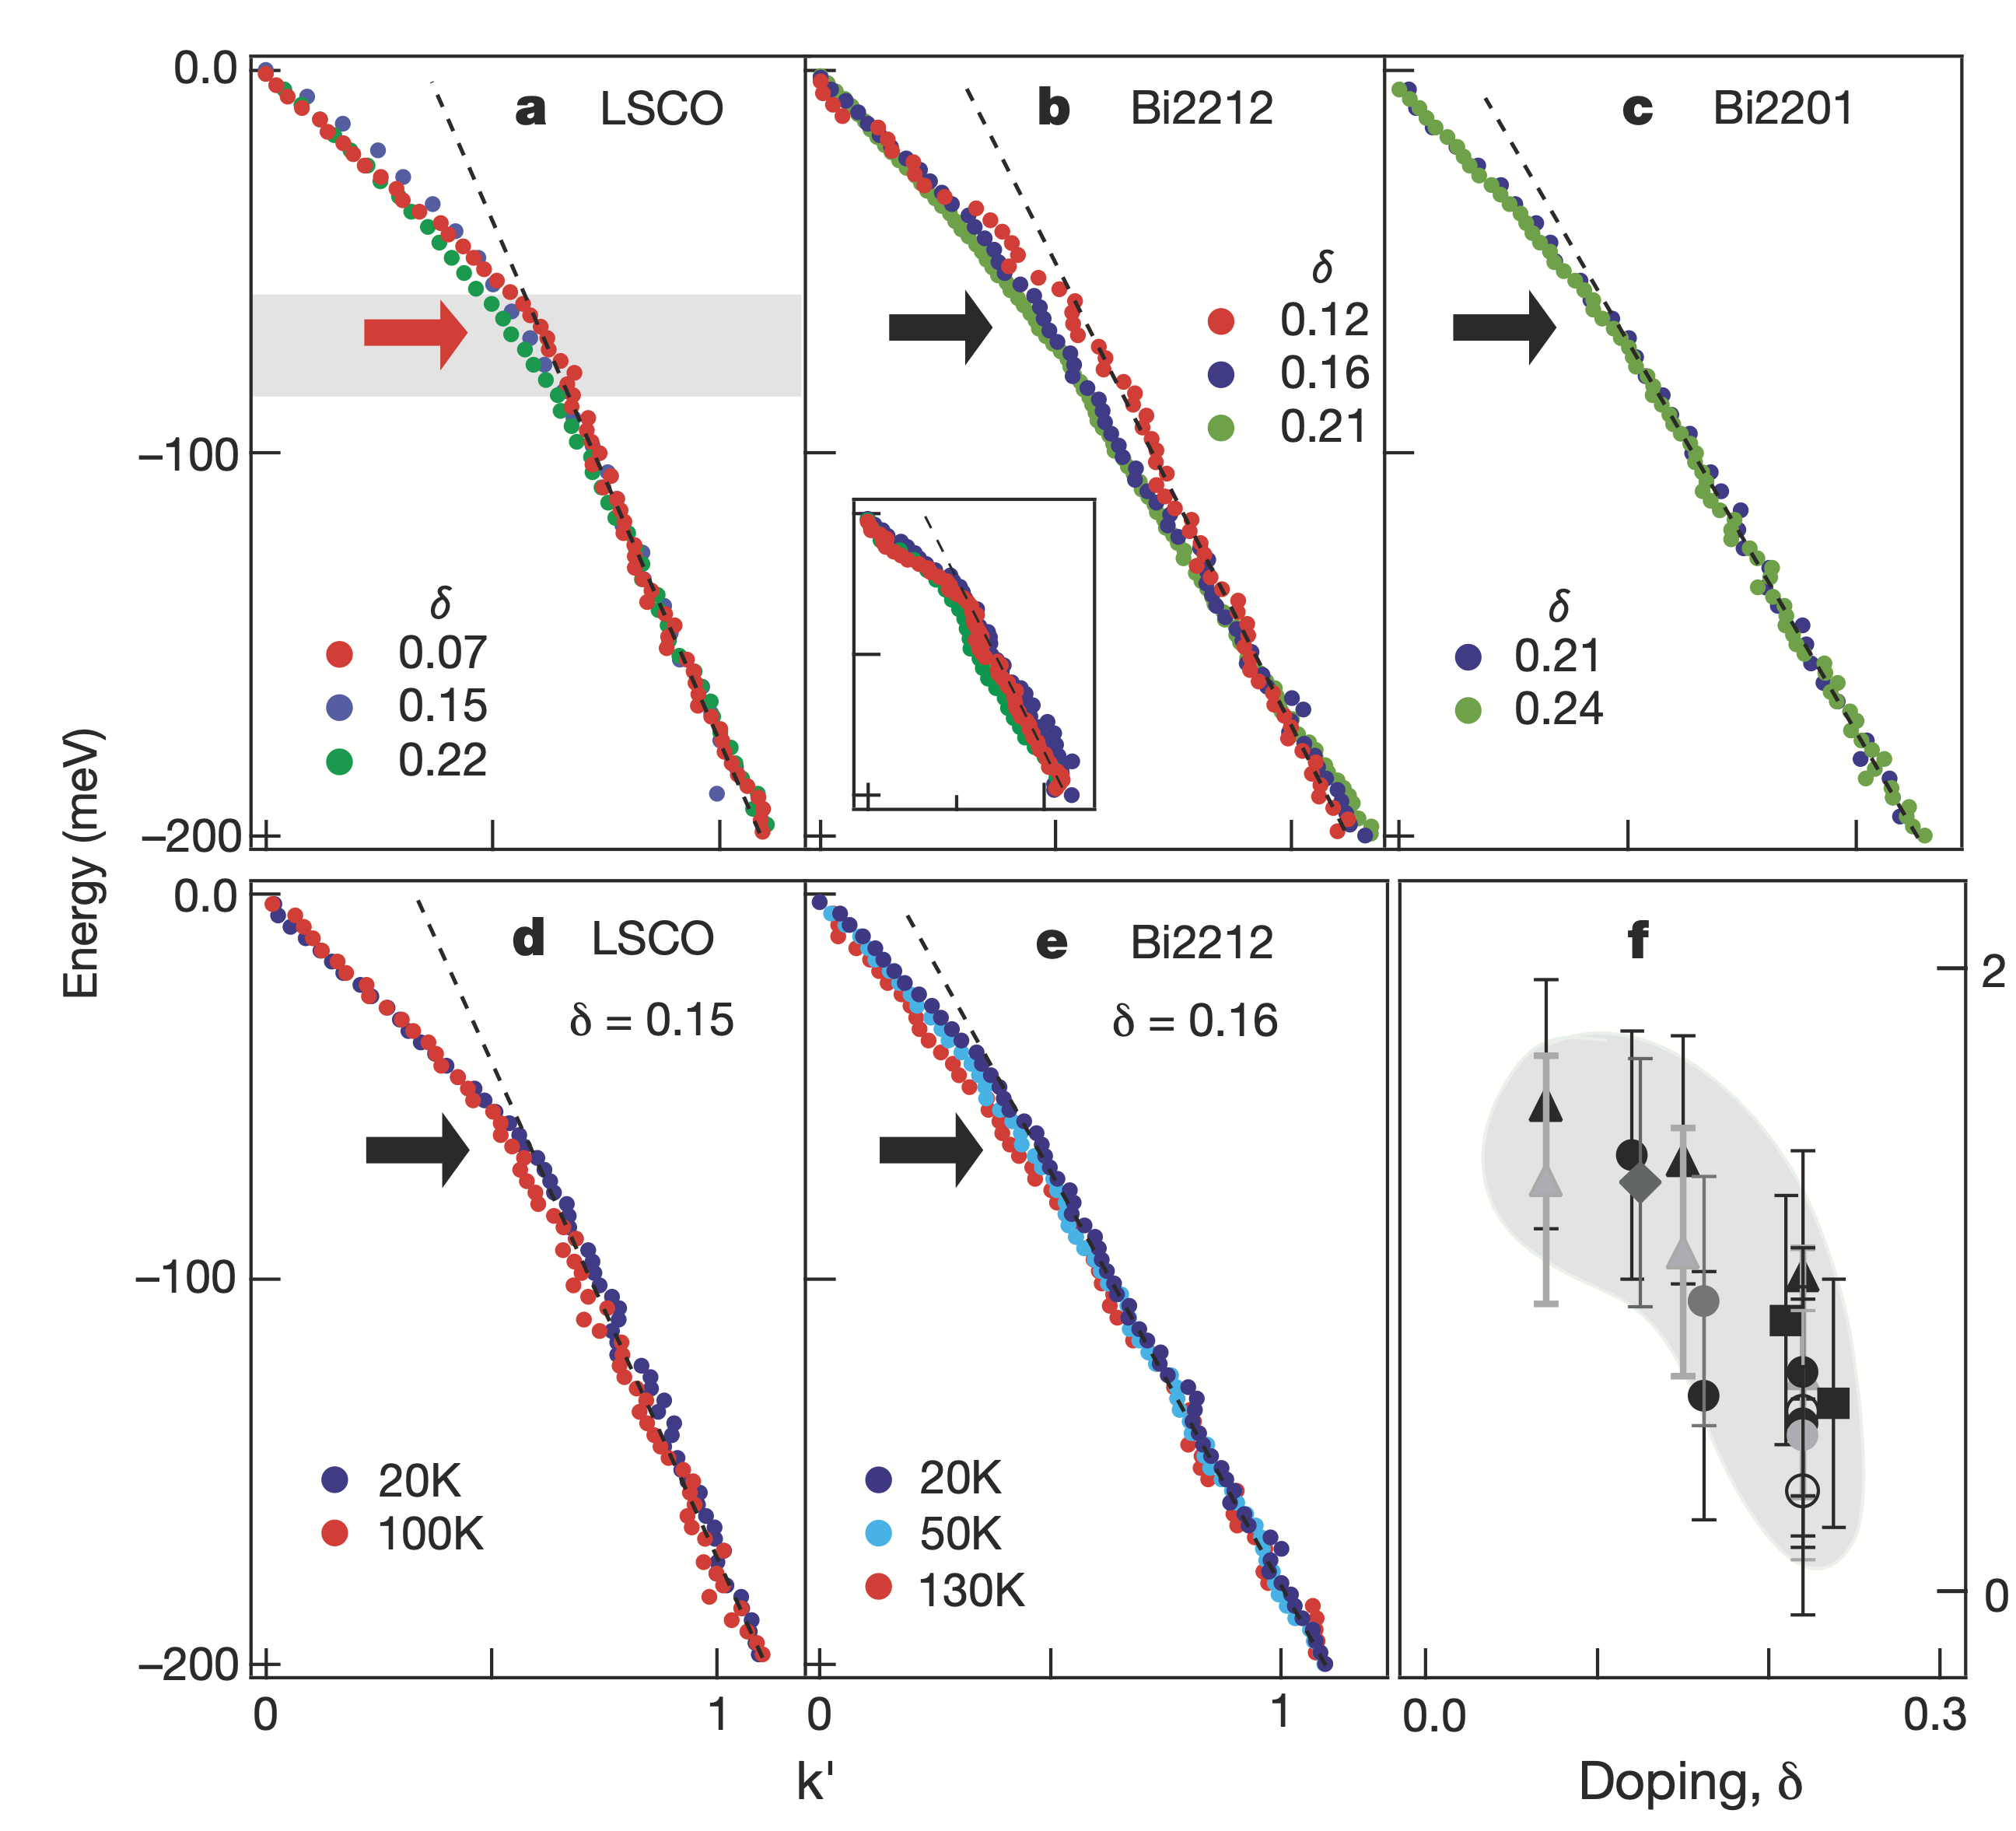 Energy (meV)
0.0
−100
−200
a LSCO
δ
0.07
0.15
0.22
b Bi2212
δ
0.12
0.16
0.21
c Bi2201
δ
0.21
0.24
0.0
−100
−200
d LSCO
δ = 0.15
20K
100K
0 1
e Bi2212
δ = 0.16
20K
50K
130K
0 1
k'
f
2
0
0.0 0.3
Doping, δ